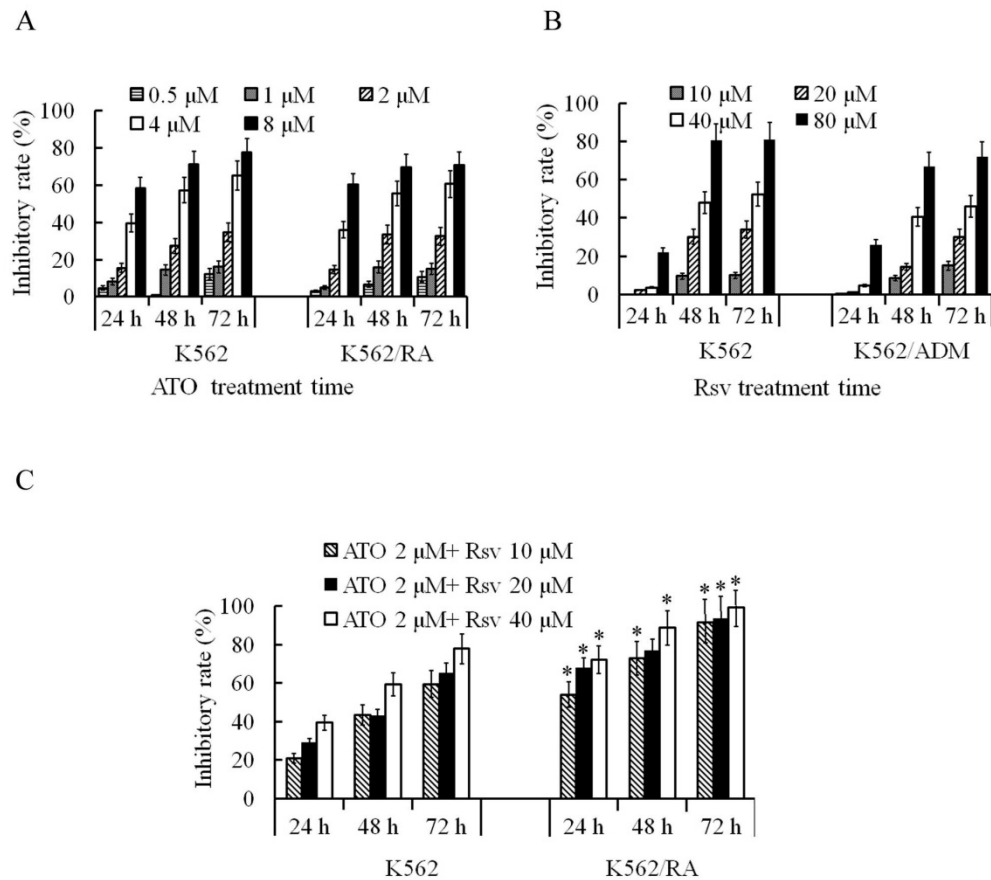 A
0.5 μM 1 μM 2 μM
4 μM 8 μM
Inhibitory rate (%)
100
80
60
40
20
0
24 h 48 h 72 h 24 h 48 h 72 h
K562 K562/RA
ATO treatment time
B
10 μM 20 μM
40 μM 80 μM
Inhibitory rate (%)
100
80
60
40
20
0
24 h 48 h 72 h 24 h 48 h 72 h
K562 K562/ADM
Rsv treatment time
C
ATO 2 μM+ Rsv 10 μM
ATO 2 μM+ Rsv 20 μM
ATO 2 μM+ Rsv 40 μM
Inhibitory rate (%)
100
80
60
40
20
0
* * * * * * * *
24 h 48 h 72 h 24 h 48 h 72 h
K562 K562/RA